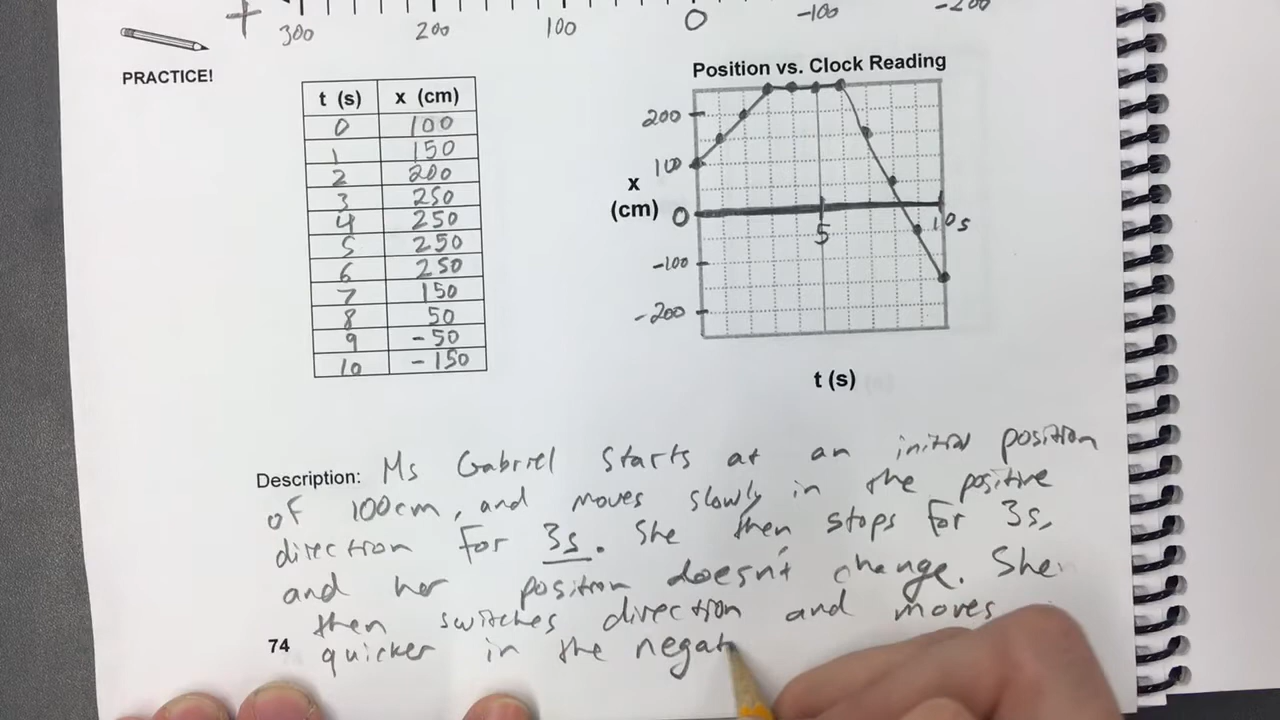 + 300 200 100 0 -100 -200
PRACTICE!
t (s) x (cm)
0 100
1 150
2 200
3 250
4 250
5 250
6 250
7 150
8 50
9 -50
10 -150
Position vs. Clock Reading
200
100
x
(cm)
0
5
10s
-100
-200
t (s)
Description: Ms Gabriel starts at an initial position
of 100cm, and moves slowly in the positive
direction for 3s. She then stops for 3s,
and her position doesn't change. She
then switches direction and moves
74 quicker in the negat